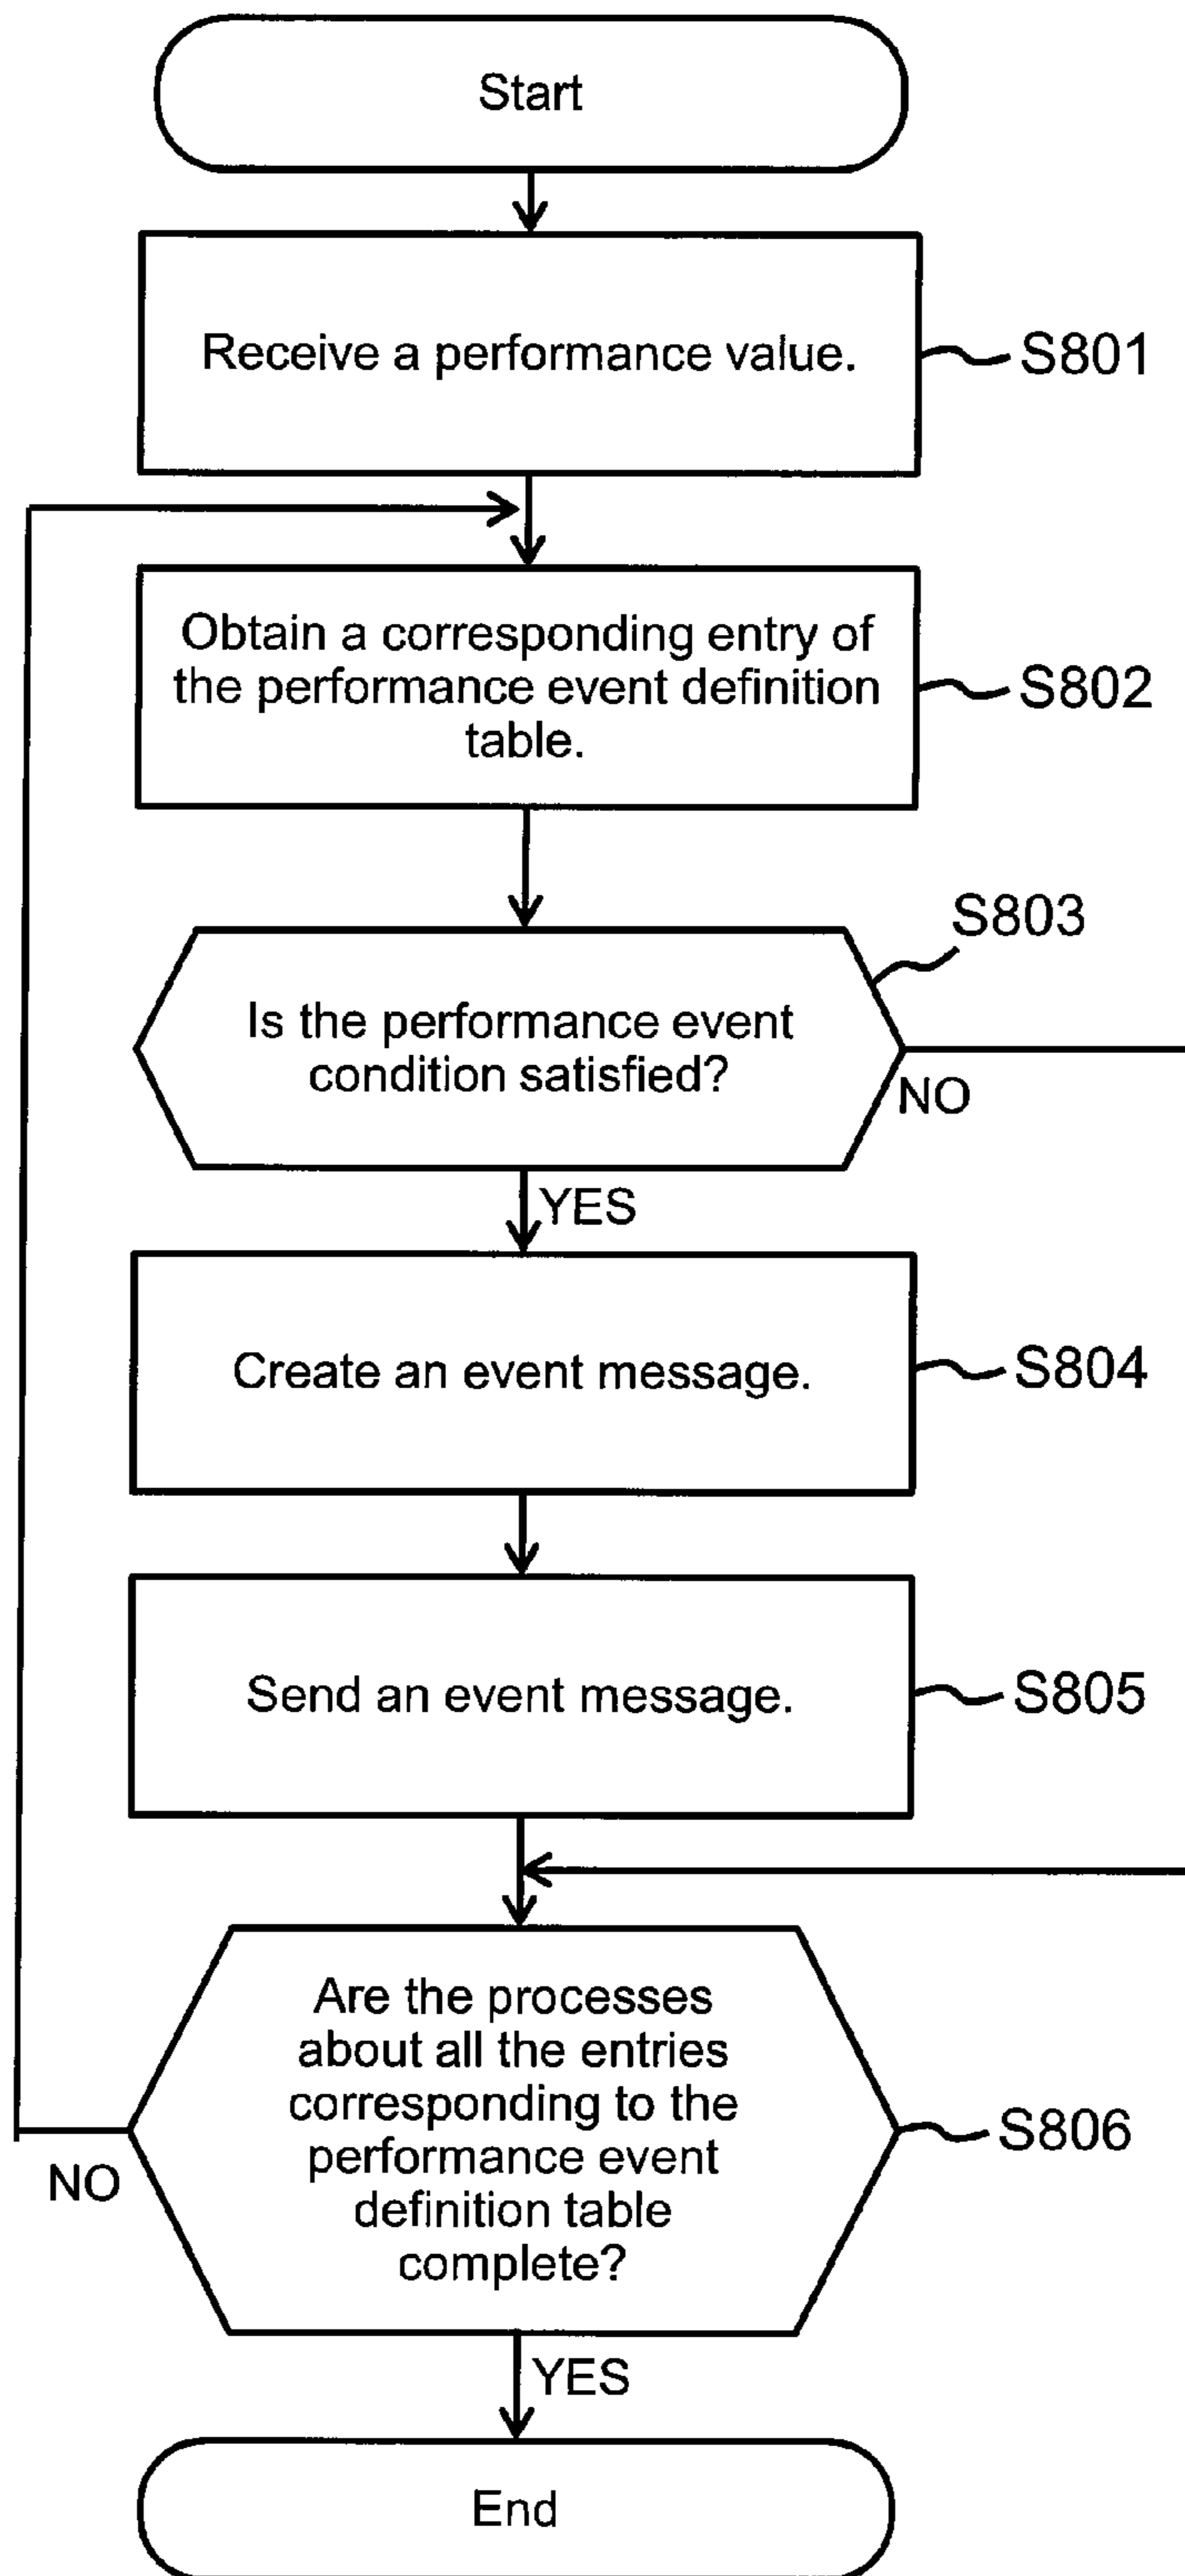 Start
Receive a performance value.
S801
Obtain a corresponding entry of
the performance event definition
table.
S802
S803
Is the performance event
condition satisfied?
NO
YES
Create an event message.
S804
Send an event message.
S805
Are the processes
about all the entries
corresponding to the
performance event
definition table
complete?
S806
NO
YES
End